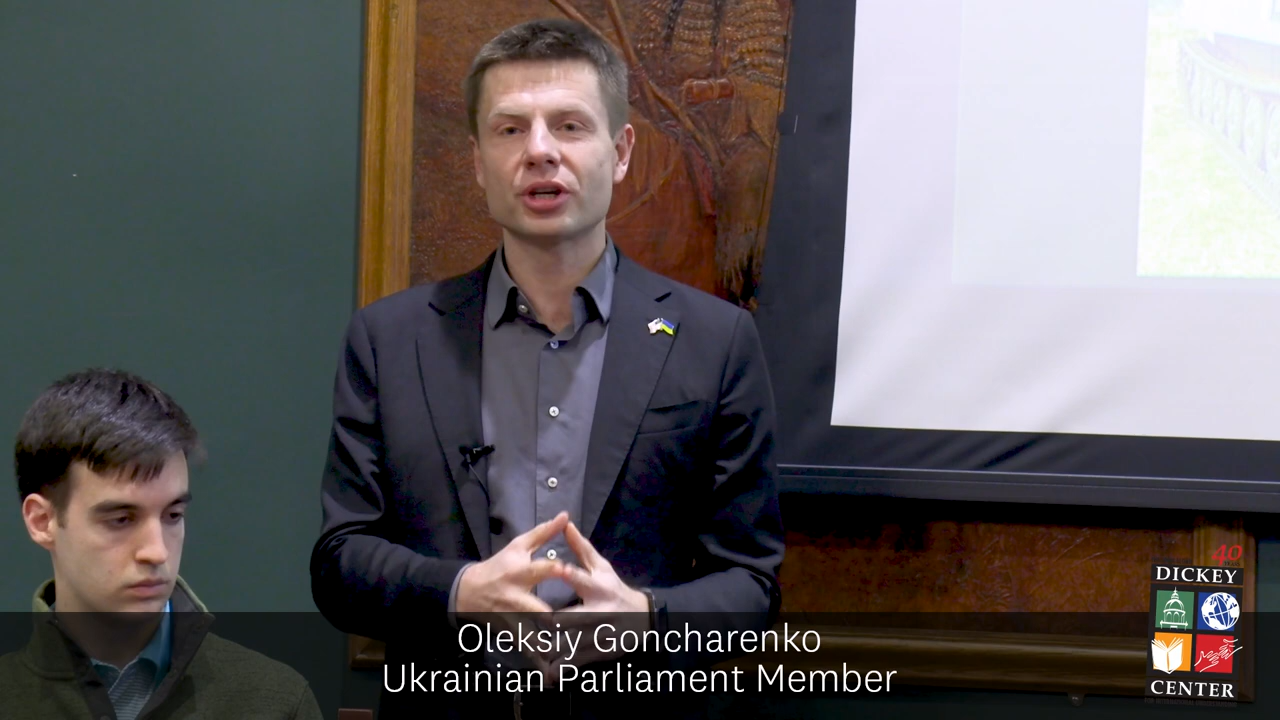 Oleksiy Goncharenko
Ukrainian Parliament Member
40
DICKEY
CENTER